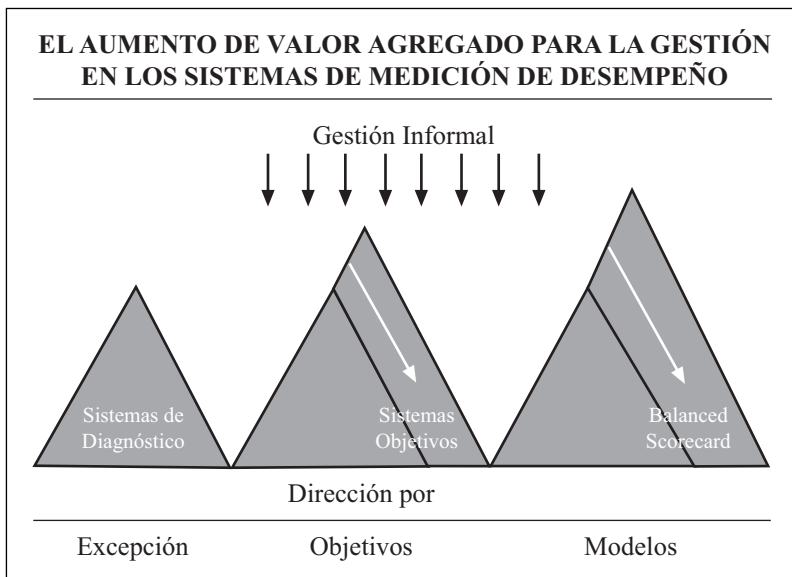 EL AUMENTO DE VALOR AGREGADO PARA LA GESTIÓN
EN LOS SISTEMAS DE MEDICIÓN DE DESEMPEÑO
Gestión Informal
Sistemas de
Diagnóstico
Sistemas
Objetivos
Balanced
Scorecard
Dirección por
Excepción
Objetivos
Modelos